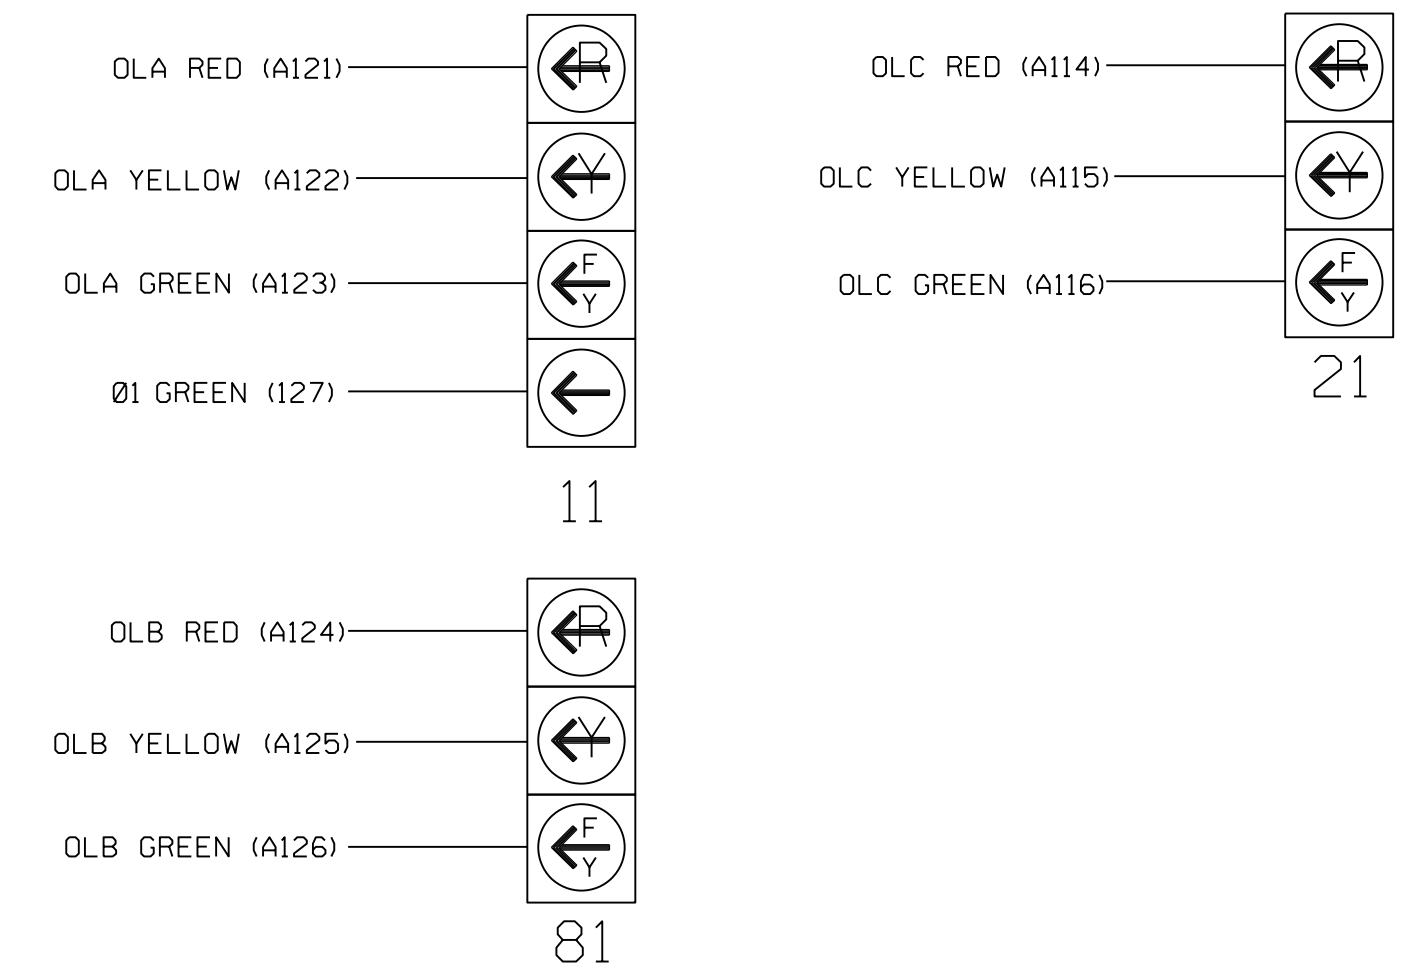 OLA RED (A121)
R
OLA YELLOW (A122)
Y
OLA GREEN (A123)
F
Y
Ø1 GREEN (127)
11
OLC RED (A114)
R
OLC YELLOW (A115)
Y
OLC GREEN (A116)
F
Y
21
OLB RED (A124)
R
OLB YELLOW (A125)
Y
OLB GREEN (A126)
F
Y
81